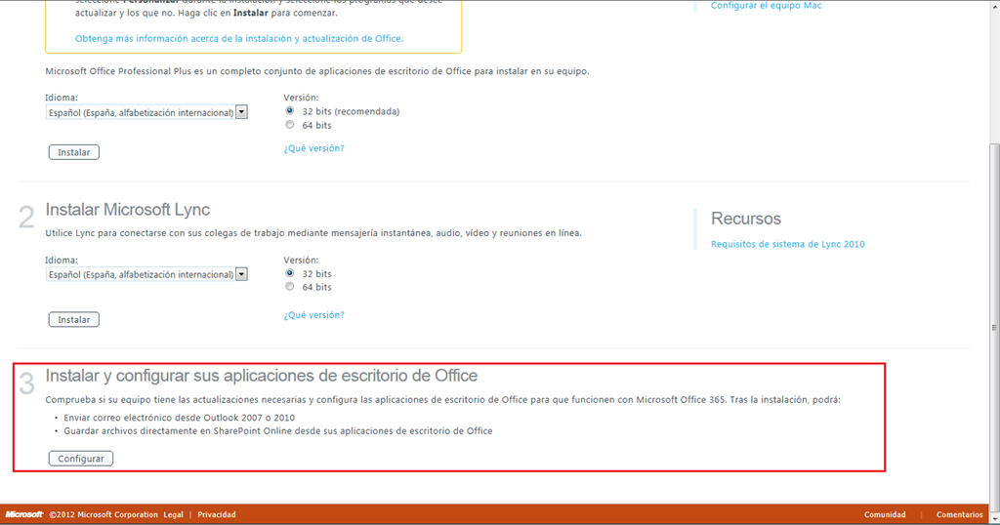 seleccione Personalizar durante la instalación y seleccione los programas que desee
actualizar y los que no. Haga clic en Instalar para comenzar.
Configurar el equipo Mac
Obtenga más información acerca de la instalación y actualización de Office.
Microsoft Office Professional Plus es un completo conjunto de aplicaciones de escritorio de Office para instalar en su equipo.
Idioma:
Español (España, alfabetización internacional)
Versión:
32 bits (recomendada)
64 bits
¿Qué versión?
Instalar
2
Instalar Microsoft Lync
Utilice Lync para conectarse con sus colegas de trabajo mediante mensajería instantánea, audio, vídeo y reuniones en línea.
Recursos
Requisitos de sistema de Lync 2010
Idioma:
Español (España, alfabetización internacional)
Versión:
32 bits
64 bits
¿Qué versión?
Instalar
3
Instalar y configurar sus aplicaciones de escritorio de Office
Comprueba si su equipo tiene las actualizaciones necesarias y configura las aplicaciones de escritorio de Office para que funcionen con Microsoft Office 365. Tras la instalación, podrá:
• Enviar correo electrónico desde Outlook 2007 o 2010
• Guardar archivos directamente en SharePoint Online desde sus aplicaciones de escritorio de Office
Configurar
Microsoft ©2012 Microsoft Corporation Legal | Privacidad
Comunidad | Comentarios